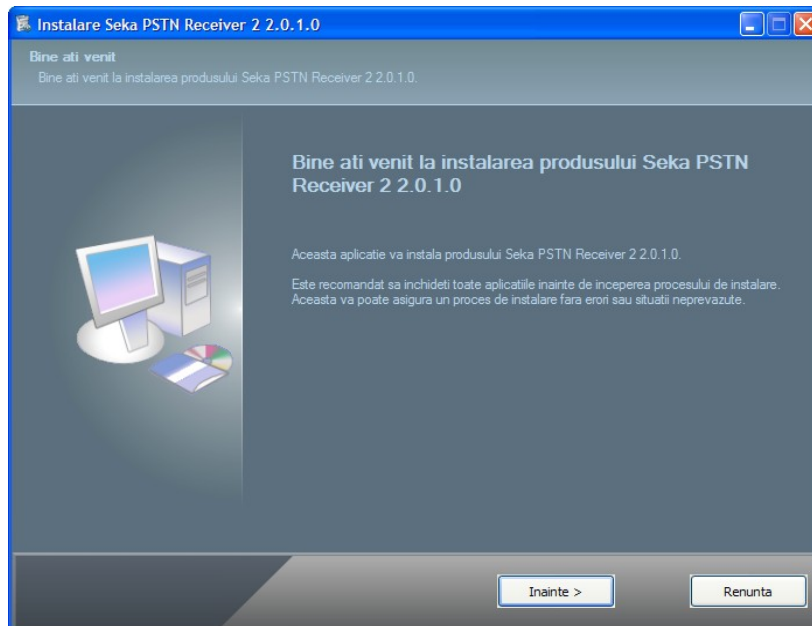 Instalare Seka PSTN Receiver 2 2.0.1.0
Bine ati venit
Bine ati venit la instalarea produsului Seka PSTN Receiver 2 2.0.1.0.
Bine ati venit la instalarea produsului Seka PSTN
Receiver 2 2.0.1.0
Aceasta aplicatie va instala produsului Seka PSTN Receiver 2 2.0.1.0.
Este recomandat sa inchideti toate aplicatiile inainte de inceperea procesului de instalare.
Aceasta va poate asigura un proces de instalare fara erori sau situatii neprevazute.
Inainte >
Renunta